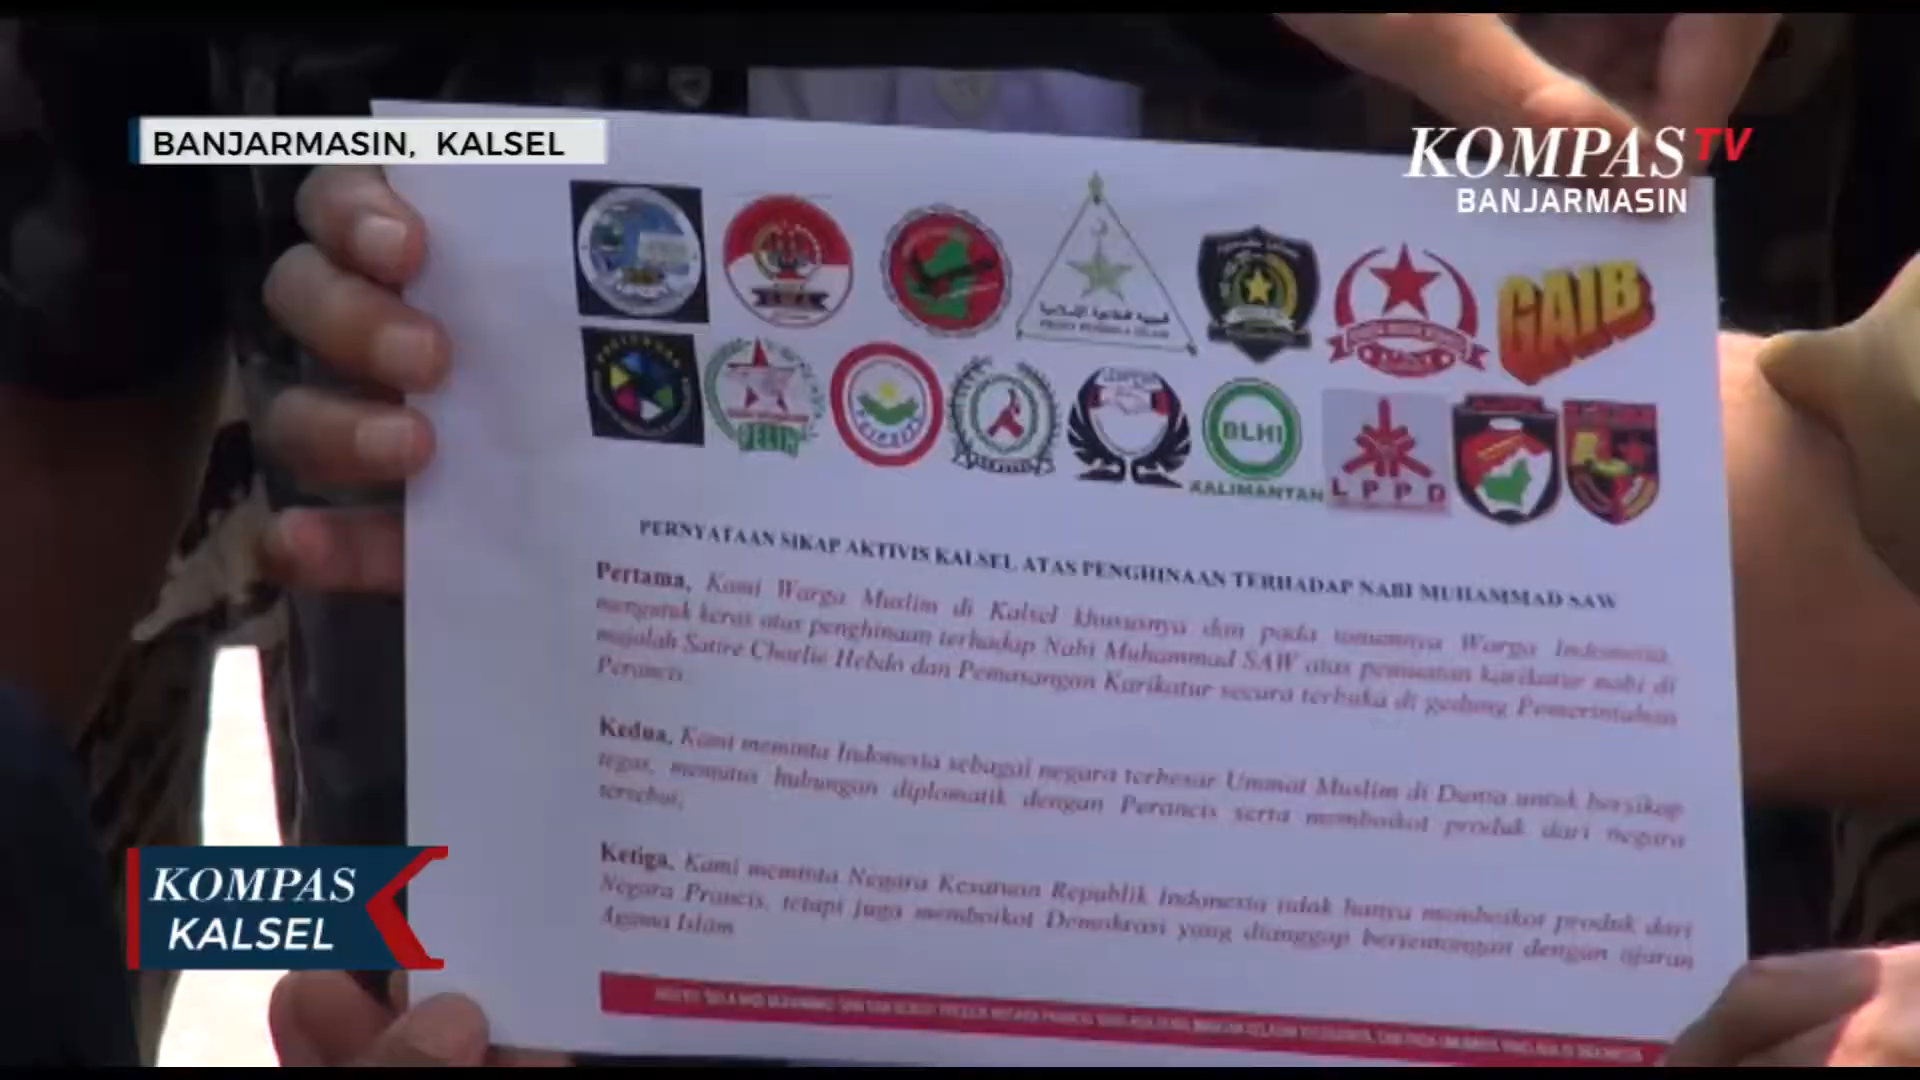 BANJARMASIN, KALSEL
KOMPAS TV
BANJARMASIN
GAIB
BLHI
KALIMANTAN
LPPD
PERNYATAAN SIKAP AKTIVIS KALSEL ATAS PENGHINAAN TERHADAP NABI MUHAMMAD SAW
Pertama, Kami Warga Muslim di Kalsel khususnya dan pada umumnya Warga Indonesia,
mengutuk keras atas penghinaan terhadap Nabi Muhammad SAW atas pemuatan karikatur nabi di
majalah Satire Charlie Hebdo dan Pemasangan Karikatur secara terbuka di gedung Pemerintahan
Perancis.
Kedua, Kami meminta Indonesia sebagai negara terbesar Ummat Muslim di Dunia untuk bersikap
tegas, memutus hubungan diplomatik dengan Perancis serta memboikot produk dari negara
tersebut,
Ketiga, Kami meminta Negara Kesatuan Republik Indonesia tidak hanya memboikot produk dari
Negara Prancis, tetapi juga memboikot Demokrasi yang dianggap bertentangan dengan ajaran
Agama Islam
KOMPAS
KALSEL